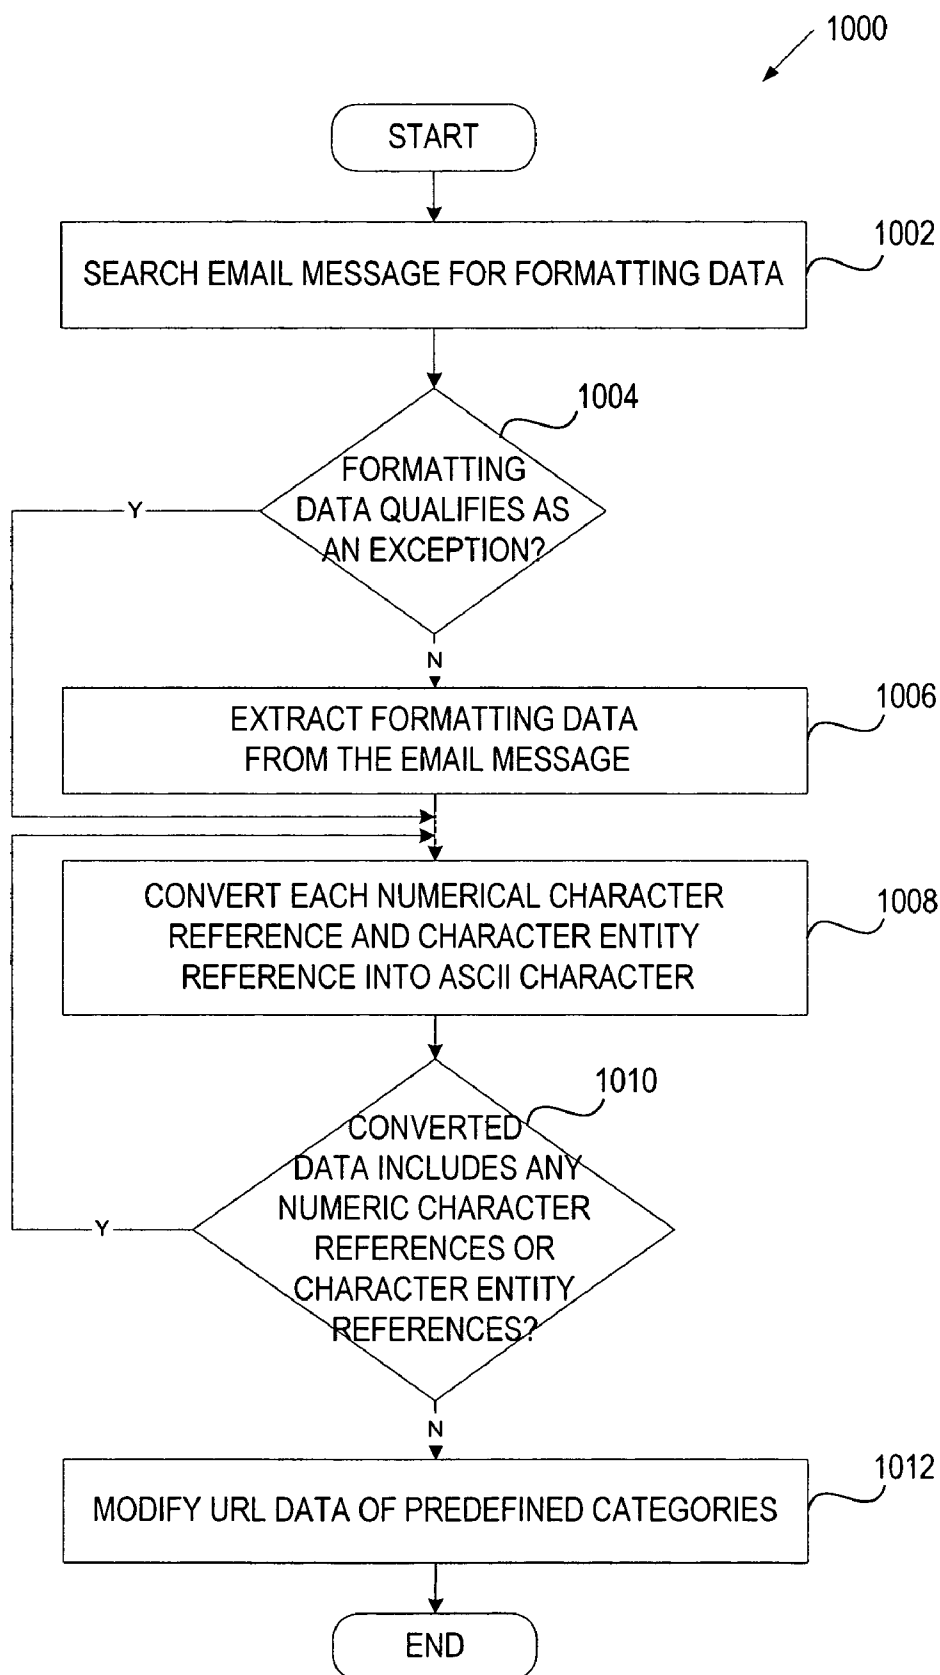 1000
START
1002
SEARCH EMAIL MESSAGE FOR FORMATTING DATA
1004
FORMATTING
DATA QUALIFIES AS
AN EXCEPTION?
Y
N
1006
EXTRACT FORMATTING DATA
FROM THE EMAIL MESSAGE
CONVERT EACH NUMERICAL CHARACTER
REFERENCE AND CHARACTER ENTITY
REFERENCE INTO ASCII CHARACTER
1008
1010
CONVERTED
DATA INCLUDES ANY
NUMERIC CHARACTER
REFERENCES OR
CHARACTER ENTITY
REFERENCES?
Y
N
1012
MODIFY URL DATA OF PREDEFINED CATEGORIES
END